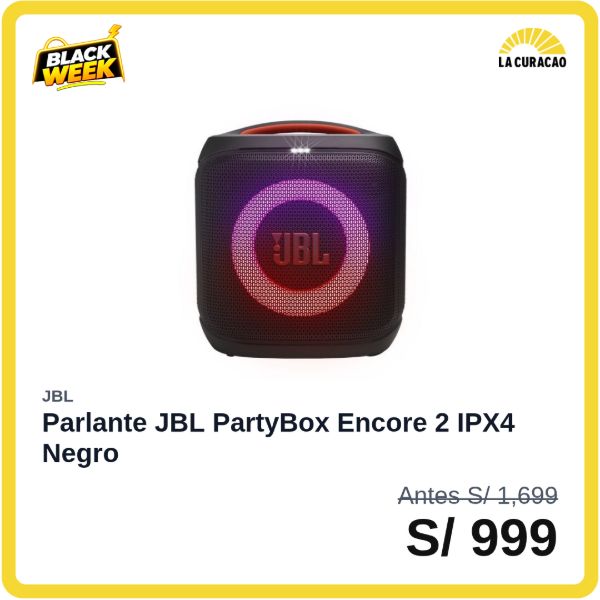 BLACK
WEEK
LA CURACAO
JBL
JBL
Parlante JBL PartyBox Encore 2 IPX4
Negro
Antes S/ 1,699
S/ 999